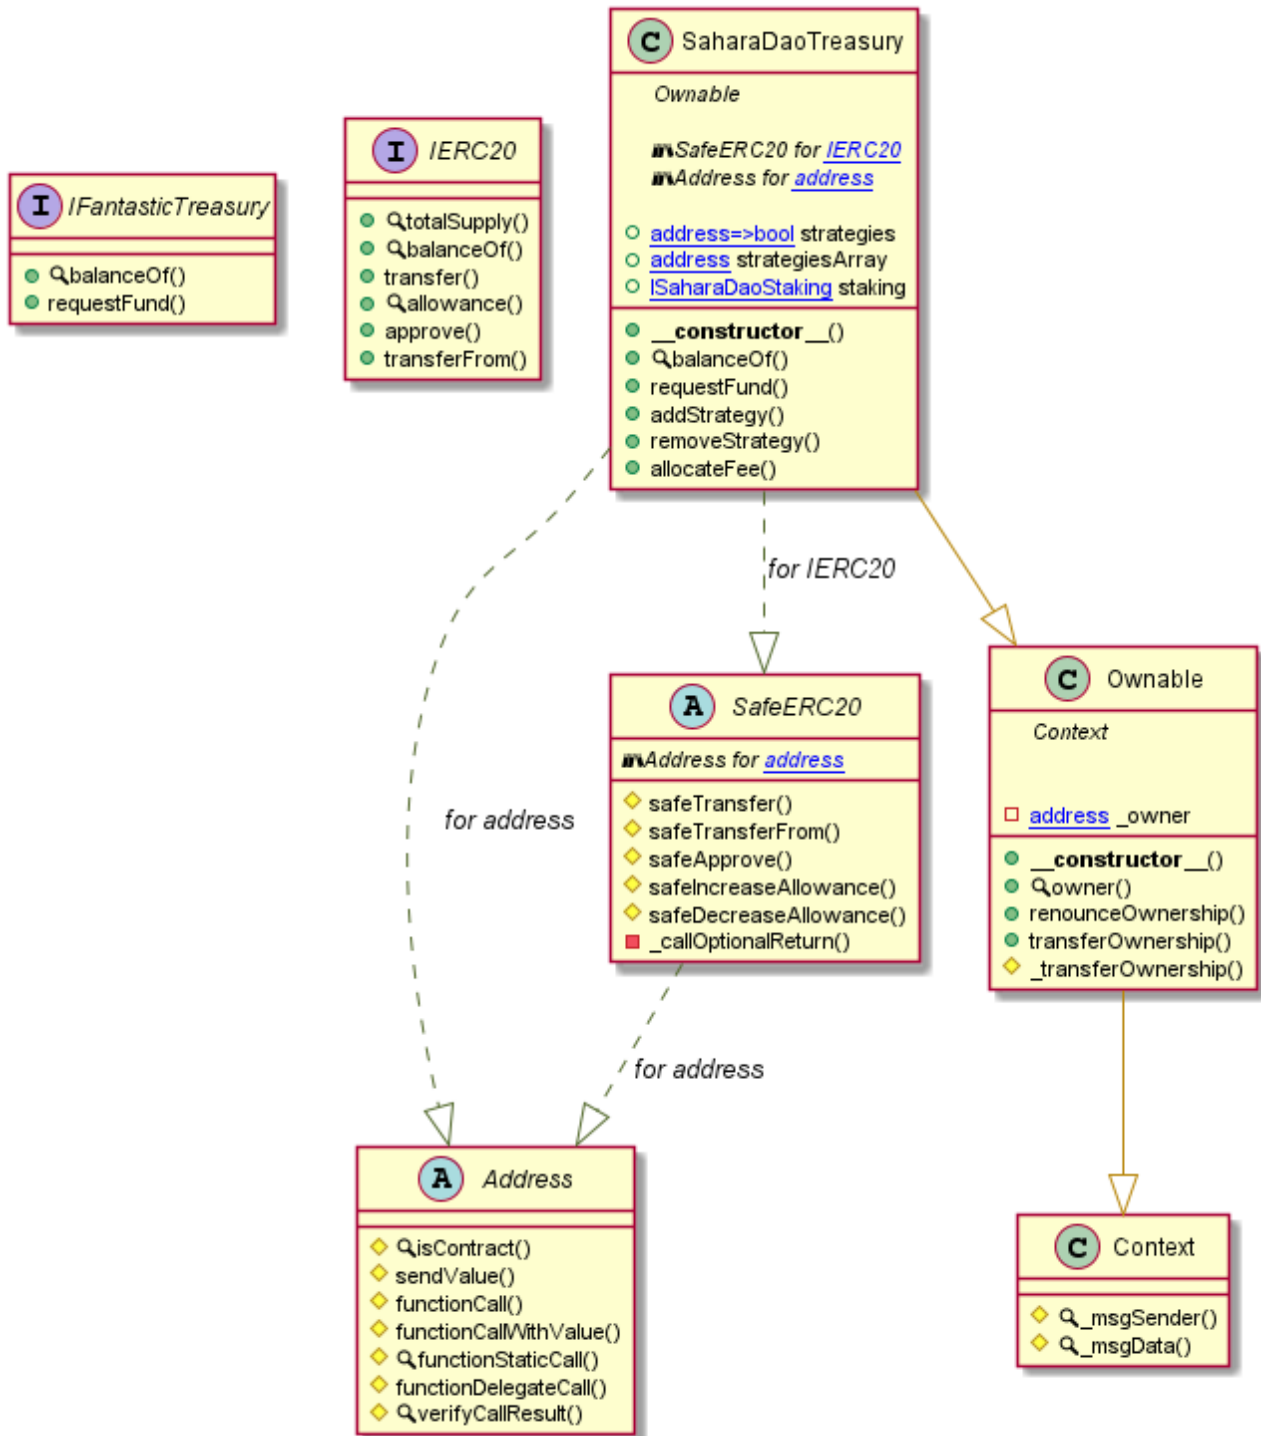 I IFantasticTreasury
balanceOf()
requestFund()
I IERC20
totalSupply()
balanceOf()
transfer()
allowance()
approve()
transferFrom()
C SaharaDaoTreasury
Ownable
SafeERC20 for IERC20
Address for address
address=>bool strategies
address strategiesArray
ISaharaDaoStaking staking
__constructor__()
balanceOf()
requestFund()
addStrategy()
removeStrategy()
allocateFee()
for IERC20
for address
A SafeERC20
Address for address
safeTransfer()
safeTransferFrom()
safeApprove()
safeIncreaseAllowance()
safeDecreaseAllowance()
_callOptionalReturn()
C Ownable
Context
address _owner
__constructor__()
owner()
renounceOwnership()
transferOwnership()
_transferOwnership()
for address
A Address
isContract()
sendValue()
functionCall()
functionCallWithValue()
functionStaticCall()
functionDelegateCall()
verifyCallResult()
C Context
_msgSender()
_msgData()